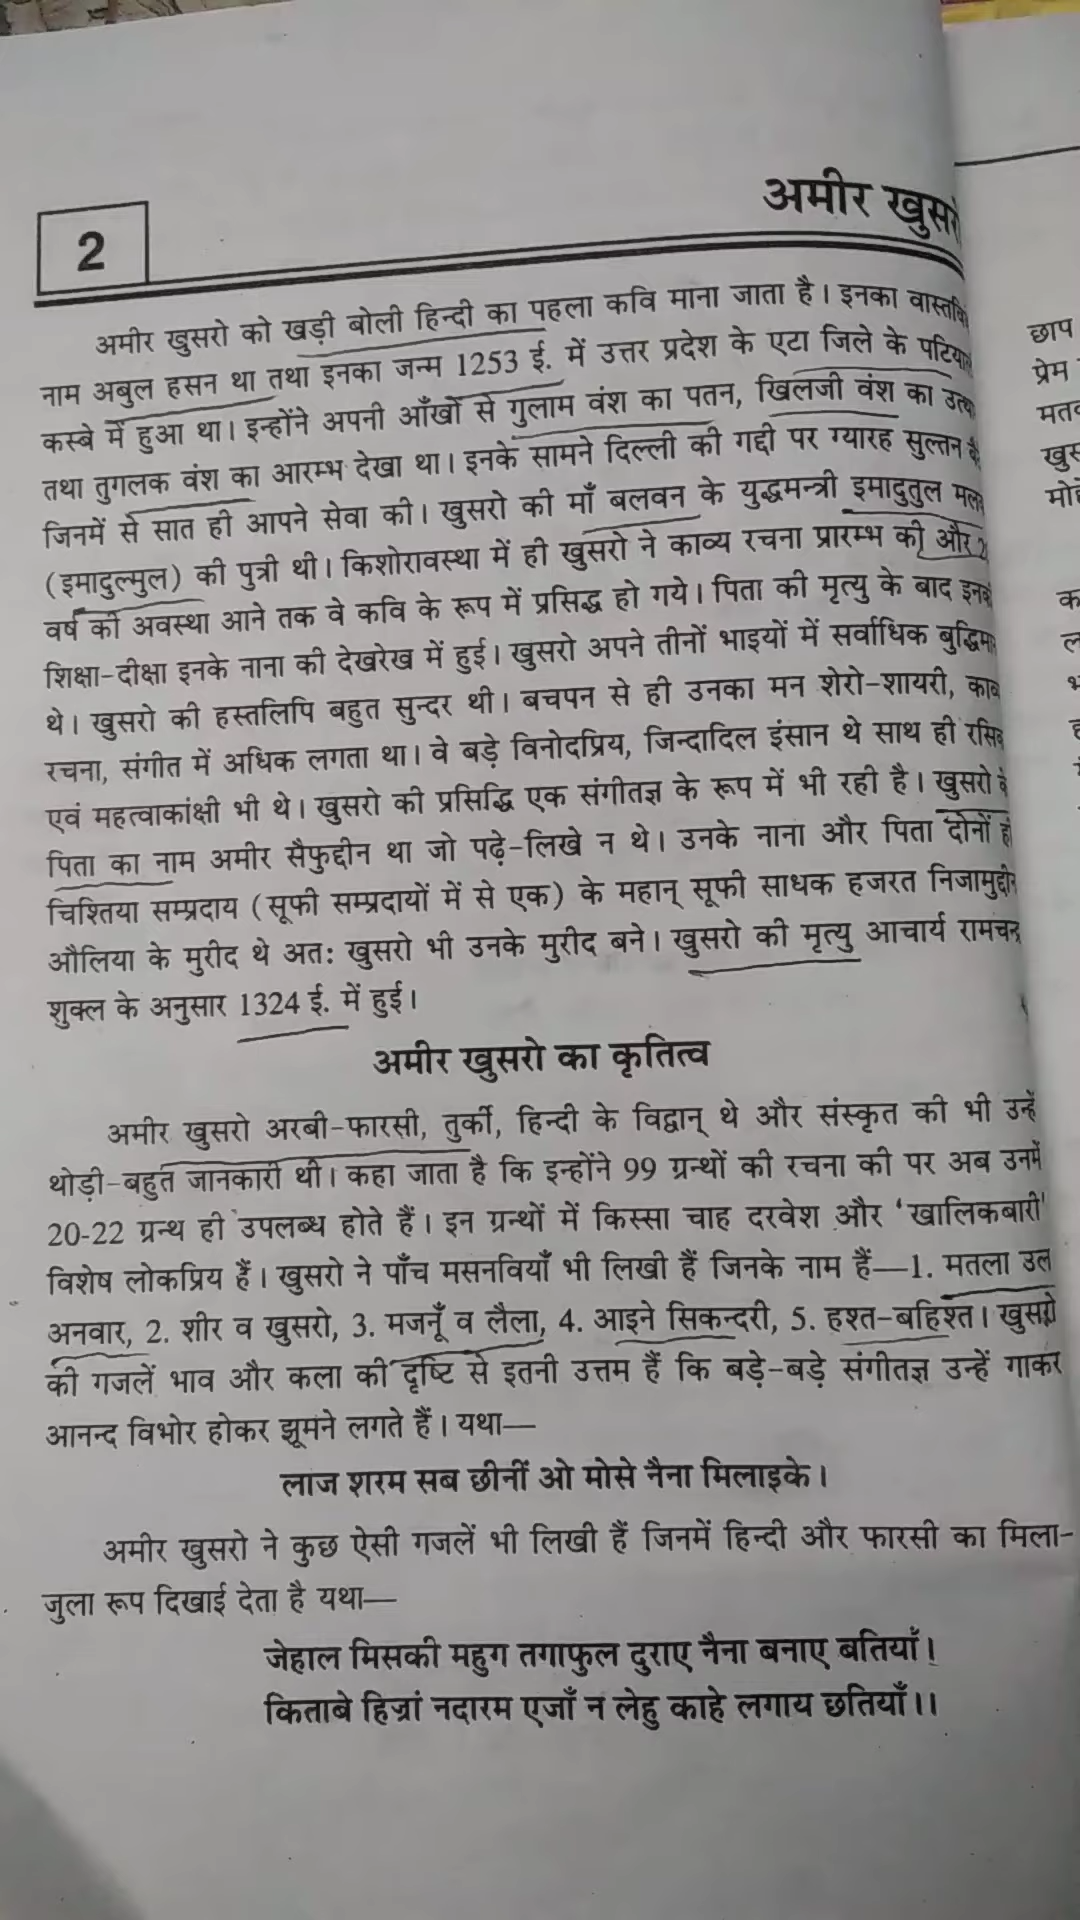 2
अमीर खुसरो
अमीर खुसरो को खड़ी बोली हिन्दी का पहला कवि माना जाता है। इनका
नाम अबुल हसन था तथा इनका जन्म 1253 ई. में उत्तर प्रदेश के एटा जिले के
कस्बे में हुआ था। इन्होंने अपनी आँखों से गुलाम वंश का पतन, खिलजी वंश का
तथा तुगलक वंश का आरम्भ देखा था। इनके सामने दिल्ली की गद्दी पर ग्यारह सुल्तन
जिनमें से सात ही आपने सेवा की। खुसरो की माँ बलवन के युद्धमन्त्री इमादुतुल
(इमादुल्मुल) की पुत्री थी। किशोरावस्था में ही खुसरो ने काव्य रचना प्रारम्भ की और
वर्ष की अवस्था आने तक वे कवि के रूप में प्रसिद्ध हो गये। पिता की मृत्यु के बाद
शिक्षा-दीक्षा इनके नाना की देखरेख में हुई। खुसरो अपने तीनों भाइयों में सर्वाधिक
थे। खुसरो की हस्तलिपि बहुत सुन्दर थी। बचपन से ही उनका मन शेरो-शायरी,
रचना, संगीत में अधिक लगता था। वे बड़े विनोदप्रिय, जिन्दादिल इंसान थे साथ ही
एवं महत्वाकांक्षी भी थे। खुसरो की प्रसिद्धि एक संगीतज्ञ के रूप में भी रही है। खुसरो के
पिता का नाम अमीर सैफुद्दीन था जो पढ़े-लिखे न थे। उनके नाना और पिता दोनों ही
चिश्तिया सम्प्रदाय (सूफी सम्प्रदायों में से एक) के महान् सूफी साधक हजरत निजामुद्दीन
औलिया के मुरीद थे अतः खुसरो भी उनके मुरीद बने। खुसरो की मृत्यु आचार्य रामचन्द्र
शुक्ल के अनुसार 1324 ई. में हुई।
अमीर खुसरो का कृतित्व
अमीर खुसरो अरबी-फारसी, तुर्की, हिन्दी के विद्वान् थे और संस्कृत की भी उन्हें
थोड़ी-बहुत जानकारी थी। कहा जाता है कि इन्होंने 99 ग्रन्थों की रचना की पर अब उनमें
20-22 ग्रन्थ ही उपलब्ध होते हैं। इन ग्रन्थों में किस्सा चाह दरवेश और 'खालिकबारी'
विशेष लोकप्रिय हैं। खुसरो ने पाँच मसनवियाँ भी लिखी हैं जिनके नाम हैं—1. मतला उल
अनवार, 2. शीर व खुसरो, 3. मजनूँ व लैला, 4. आइने सिकन्दरी, 5. हश्त-बहिश्त। खुसरो
की गजलें भाव और कला की दृष्टि से इतनी उत्तम हैं कि बड़े-बड़े संगीतज्ञ उन्हें गाकर
आनन्द विभोर होकर झूमने लगते हैं। यथा—
लाज शरम सब छीनीं ओ मोसे नैना मिलाइके।
अमीर खुसरो ने कुछ ऐसी गजलें भी लिखी हैं जिनमें हिन्दी और फारसी का मिला-
जुला रूप दिखाई देता है यथा—
जेहाल मिसकी महुग तगाफुल दुराए नैना बनाए बतियाँ।
किताबे हिज्रां नदारम एजाँ न लेहु काहे लगाय छतियाँ।।
छाप
प्रेम